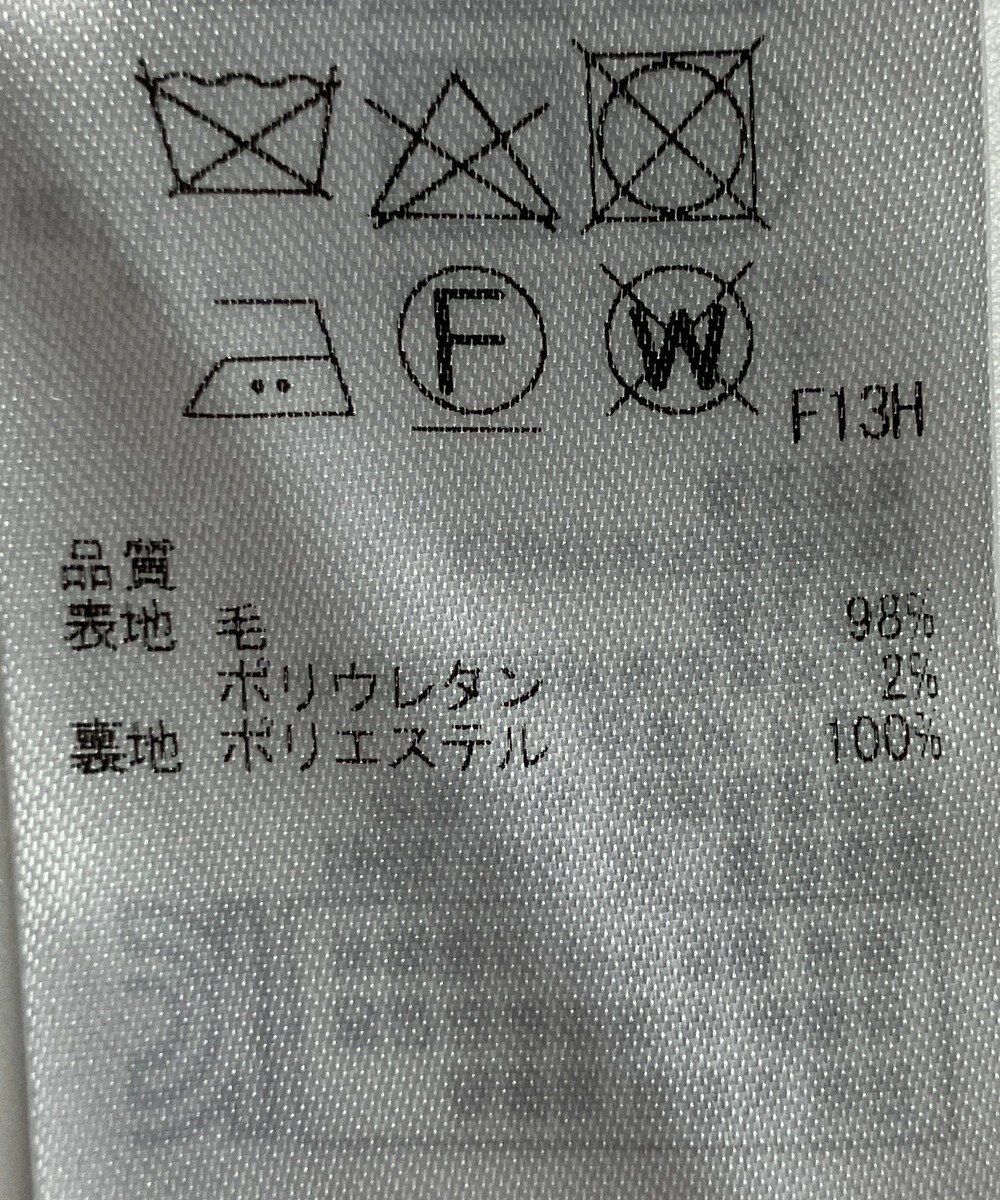 F W F13H
品質
表地 毛 98%
ポリウレタン 2%
裏地 ポリエステル 100%